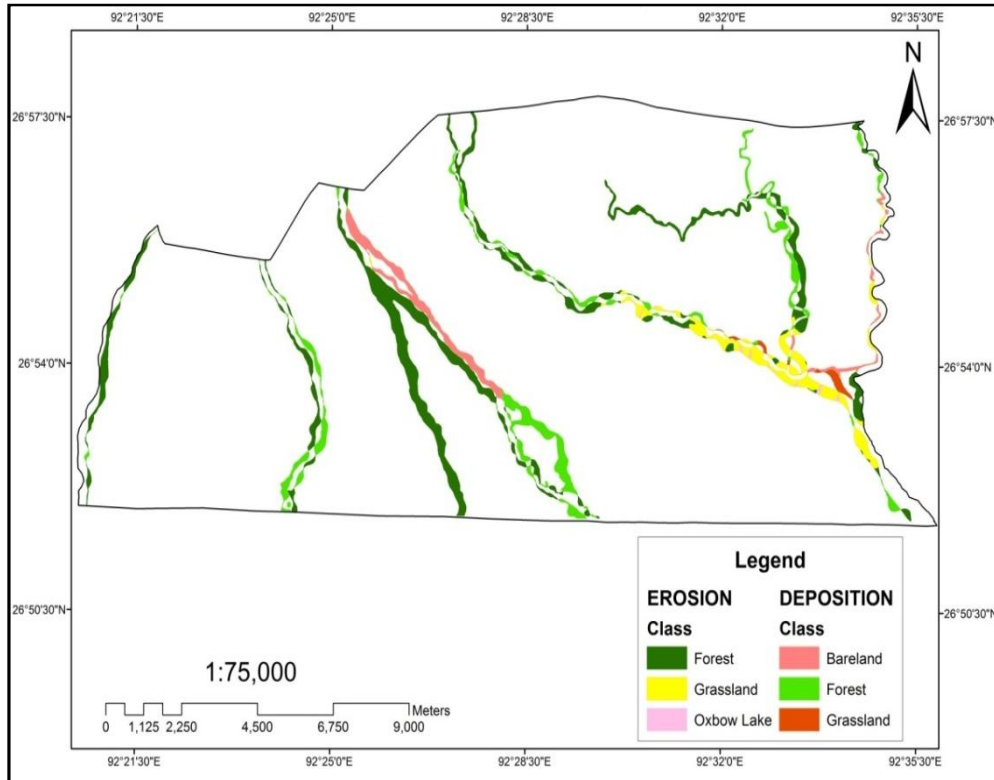 92°21'30"E 92°25'0"E 92°28'30"E 92°32'0"E 92°35'30"E
N
26°57'30"N 26°57'30"N
26°54'0"N 26°54'0"N
26°50'30"N 26°50'30"N
Legend
EROSION DEPOSITION
Class Class
Forest Bareland
Grassland Forest
Oxbow Lake Grassland
1:75,000
Meters
0 1,125 2,250 4,500 6,750 9,000
92°21'30"E 92°25'0"E 92°28'30"E 92°32'0"E 92°35'30"E